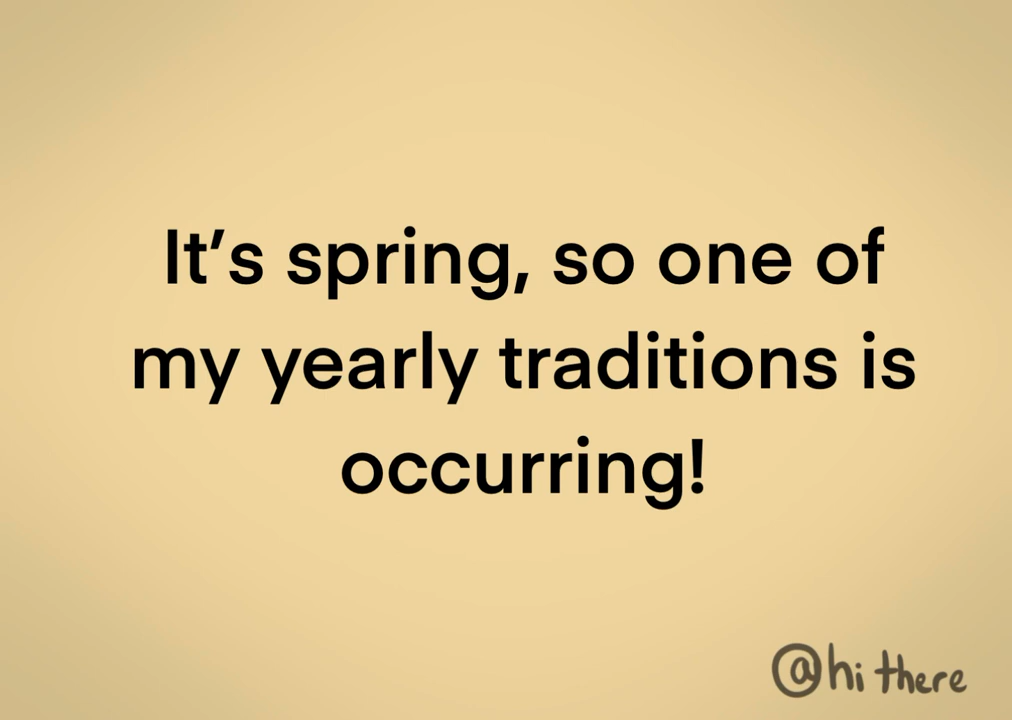 It’s spring, so one of
my yearly traditions is
occurring!
@hi there